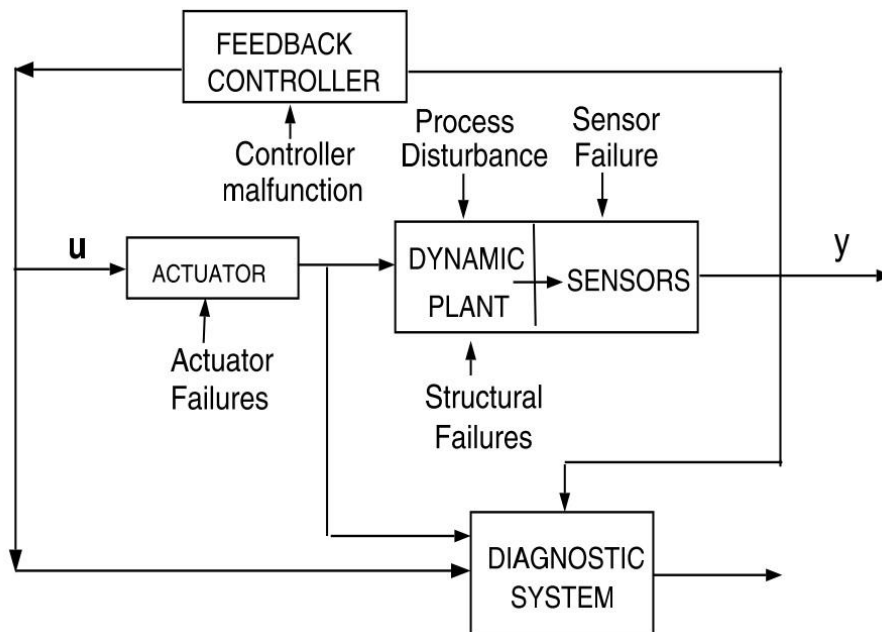 FEEDBACK
CONTROLLER
Controller
malfunction
Process
Disturbance
Sensor
Failure
u
ACTUATOR
DYNAMIC
PLANT
SENSORS
y
Actuator
Failures
Structural
Failures
DIAGNOSTIC
SYSTEM